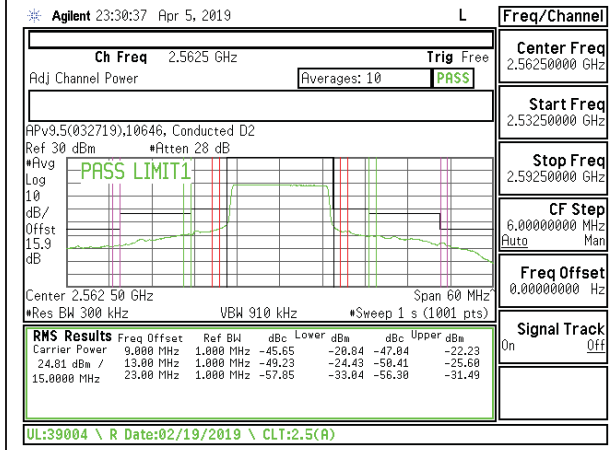 Agilent 23:30:37 Apr 5, 2019 L Freq/Channel
Ch Freq 2.5625 GHz Trig Free
Adj Channel Power Averages: 10 PASS
APv9.5(032719),10646, Conducted D2
Ref 30 dBm #Atten 28 dB
#Avg
Log
10
dB/
Offst
15.9
dB
PASS LIMIT1
Center 2.562 50 GHz Span 60 MHz
#Res BW 300 kHz VBW 910 kHz #Sweep 1 s (1001 pts)
RMS Results Freq Offset Ref BW dBc Lower dBm dBc Upper dBm
Carrier Power 9.000 MHz 1.000 MHz -45.65 -20.84 -47.04 -22.23
24.81 dBm / 13.00 MHz 1.000 MHz -49.23 -24.43 -50.41 -25.60
15.0000 MHz 23.00 MHz 1.000 MHz -57.85 -33.04 -56.30 -31.49
UL:39004 \ R Date:02/19/2019 \ CLT:2.5(A)
Center Freq
2.56250000 GHz
Start Freq
2.53250000 GHz
Stop Freq
2.59250000 GHz
CF Step
6.00000000 MHz
Auto Man
Freq Offset
0.00000000 Hz
Signal Track
On Off